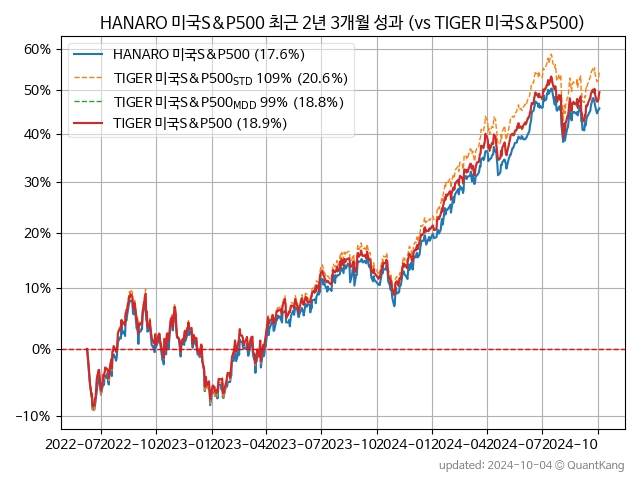 HANARO 미국S&P500 최근 2년 3개월 성과 (vs TIGER 미국S&P500)
HANARO 미국S&P500 (17.6%)
TIGER 미국S&P500STD 109% (20.6%)
TIGER 미국S&P500MDD 99% (18.8%)
TIGER 미국S&P500 (18.9%)
60%
50%
40%
30%
20%
10%
0%
−10%
2022-07 2022-10 2023-01 2023-04 2023-07 2023-10 2024-01 2024-04 2024-07 2024-10
updated: 2024-10-04 © QuantKang